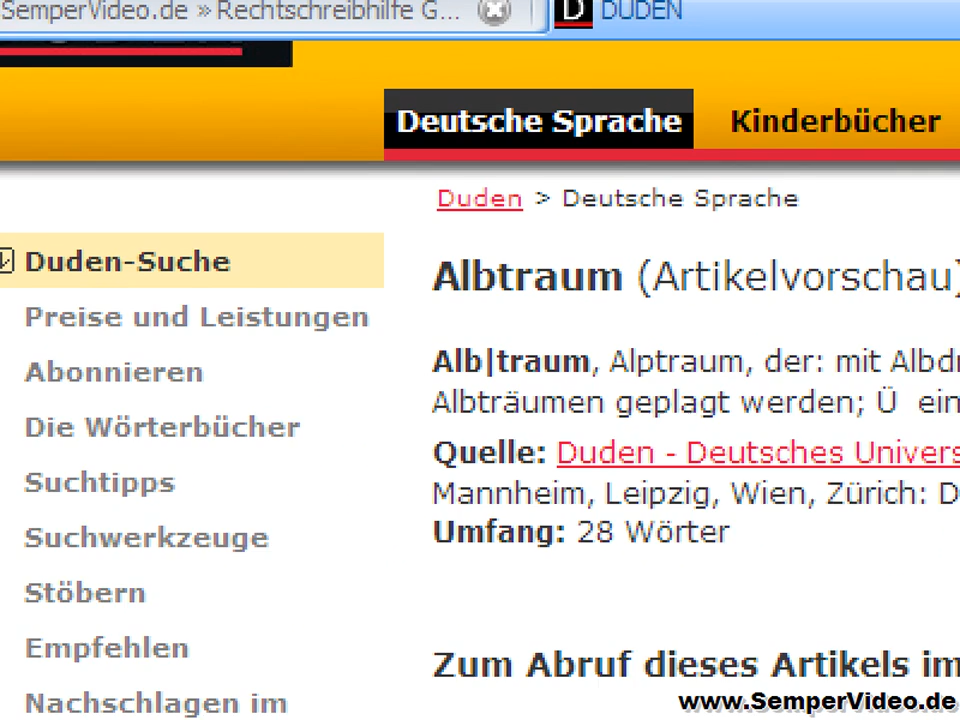 SemperVideo.de » Rechtschreibhilfe G...
DUDEN
Deutsche Sprache
Kinderbücher
Duden > Deutsche Sprache
Duden-Suche
Preise und Leistungen
Abonnieren
Die Wörterbücher
Suchtipps
Suchwerkzeuge
Stöbern
Empfehlen
Nachschlagen im
Albtraum (Artikelvorschau)
Alb|traum, Alptraum, der: mit
Albträumen geplagt werden; Ü ein
Quelle: Duden - Deutsches
Mannheim, Leipzig, Wien, Zürich:
Umfang: 28 Wörter
Zum Abruf dieses Artikels im
www.SemperVideo.de